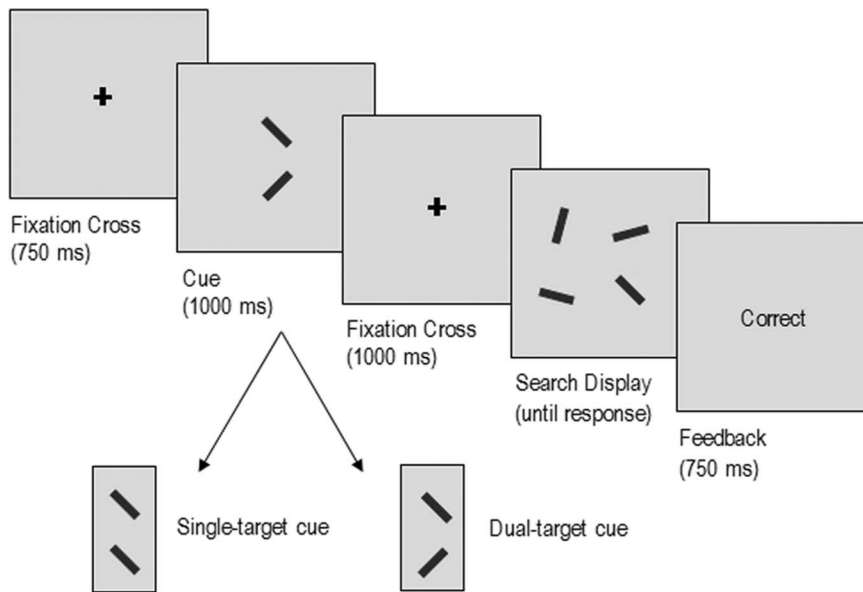 Fixation Cross
(750 ms)
Cue
(1000 ms)
Fixation Cross
(1000 ms)
Search Display
(until response)
Correct
Feedback
(750 ms)
Single-target cue
Dual-target cue